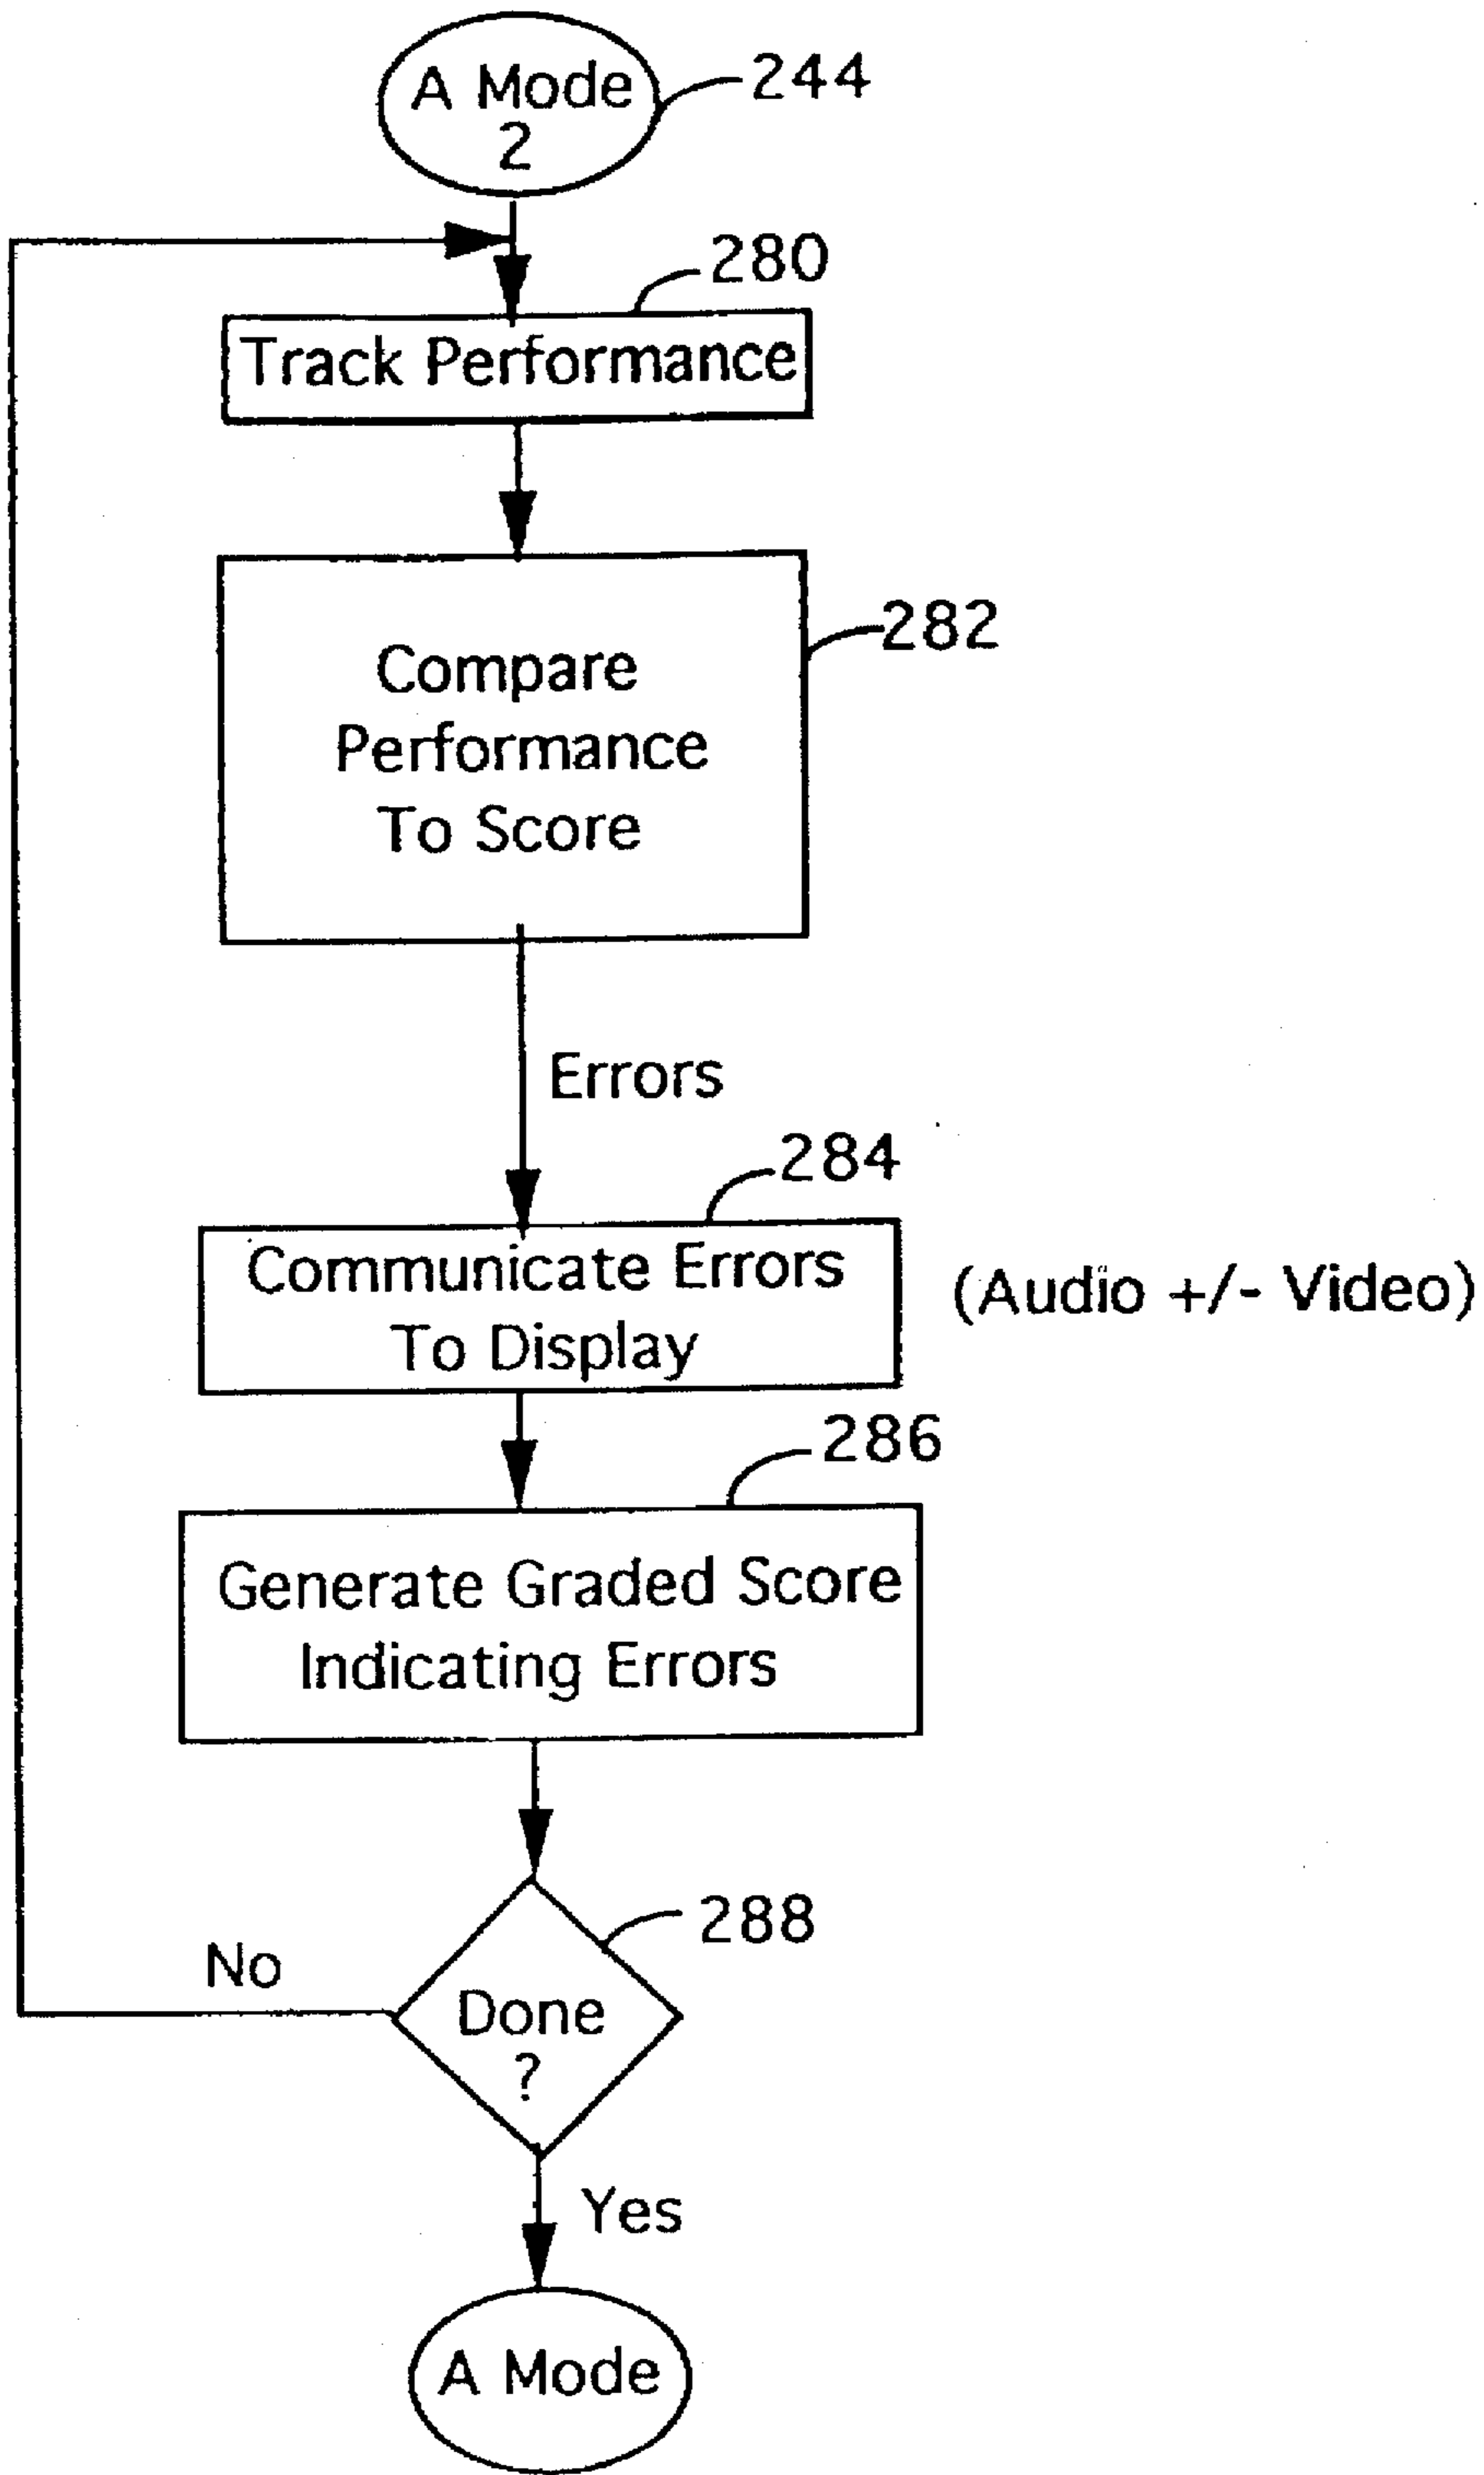 A Mode
2
244
280
Track Performance
282
Compare
Performance
To Score
Errors
284
Communicate Errors
To Display
(Audio +/- Video)
286
Generate Graded Score
Indicating Errors
288
No
Done
?
Yes
A Mode